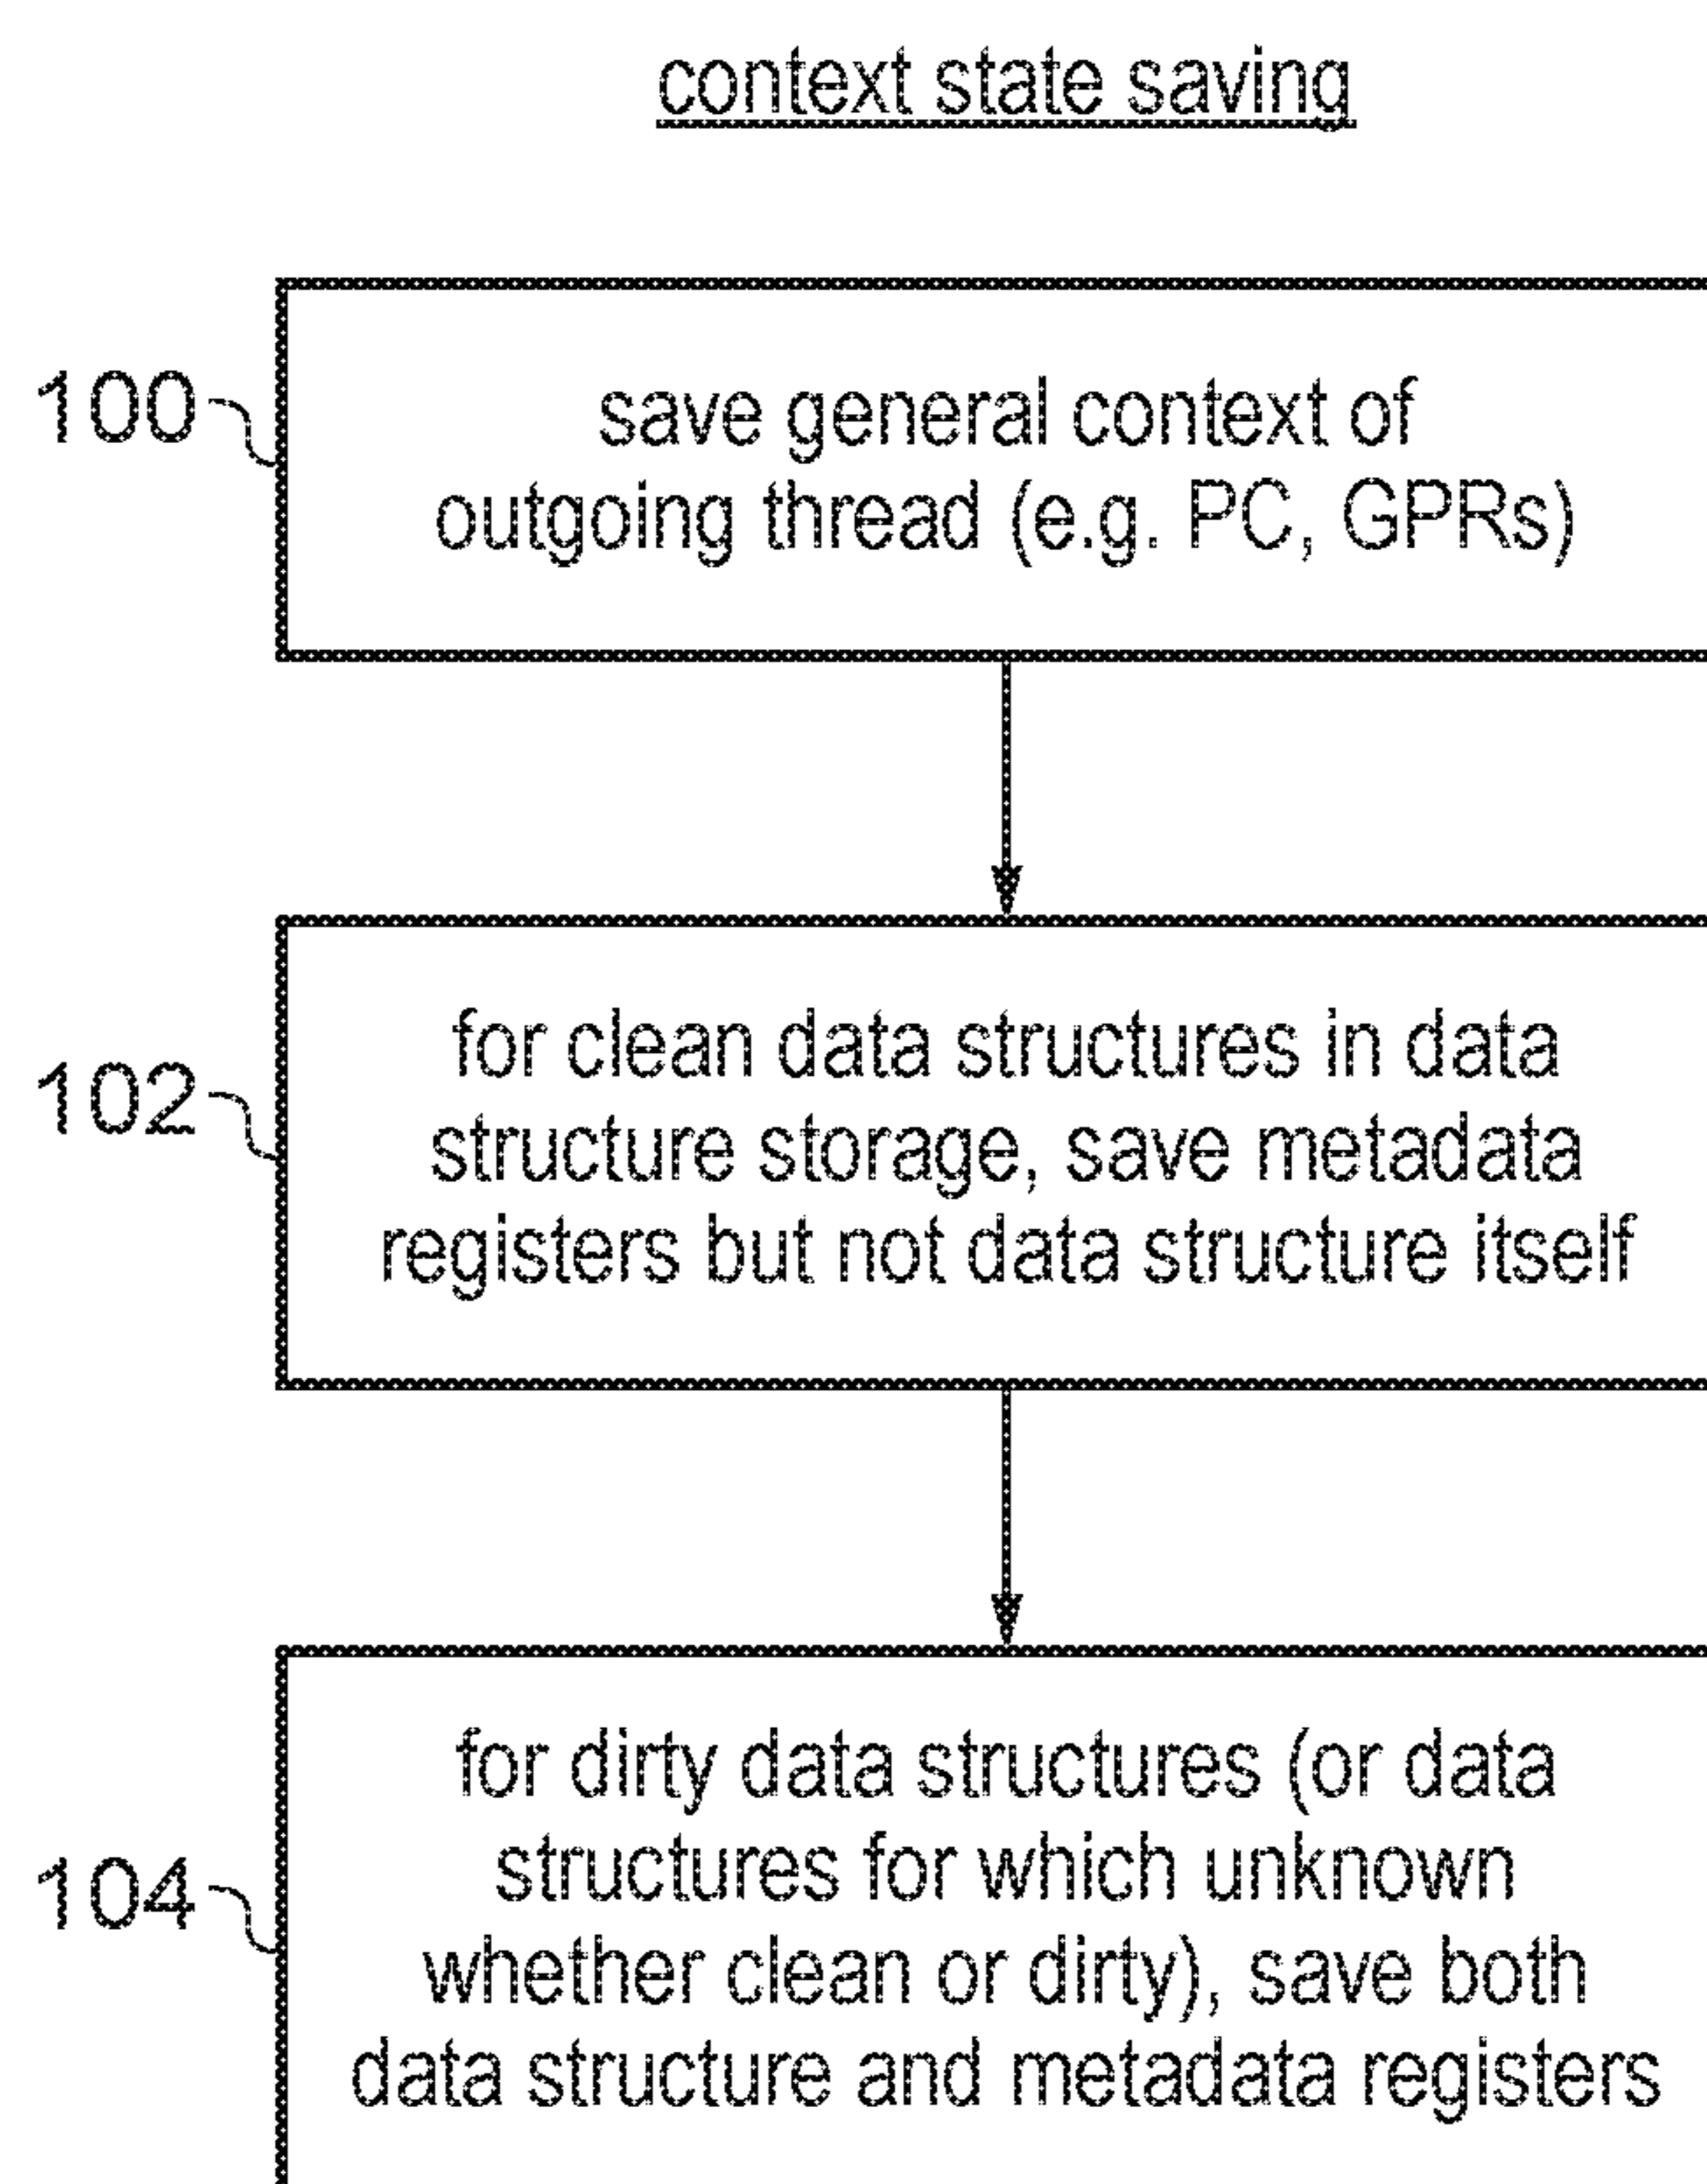 context state saving
100
save general context of
outgoing thread (e.g. PC, GPRs)
102
for clean data structures in data
structure storage, save metadata
registers but not data structure itself
104
for dirty data structures (or data
structures for which unknown
whether clean or dirty), save both
data structure and metadata registers